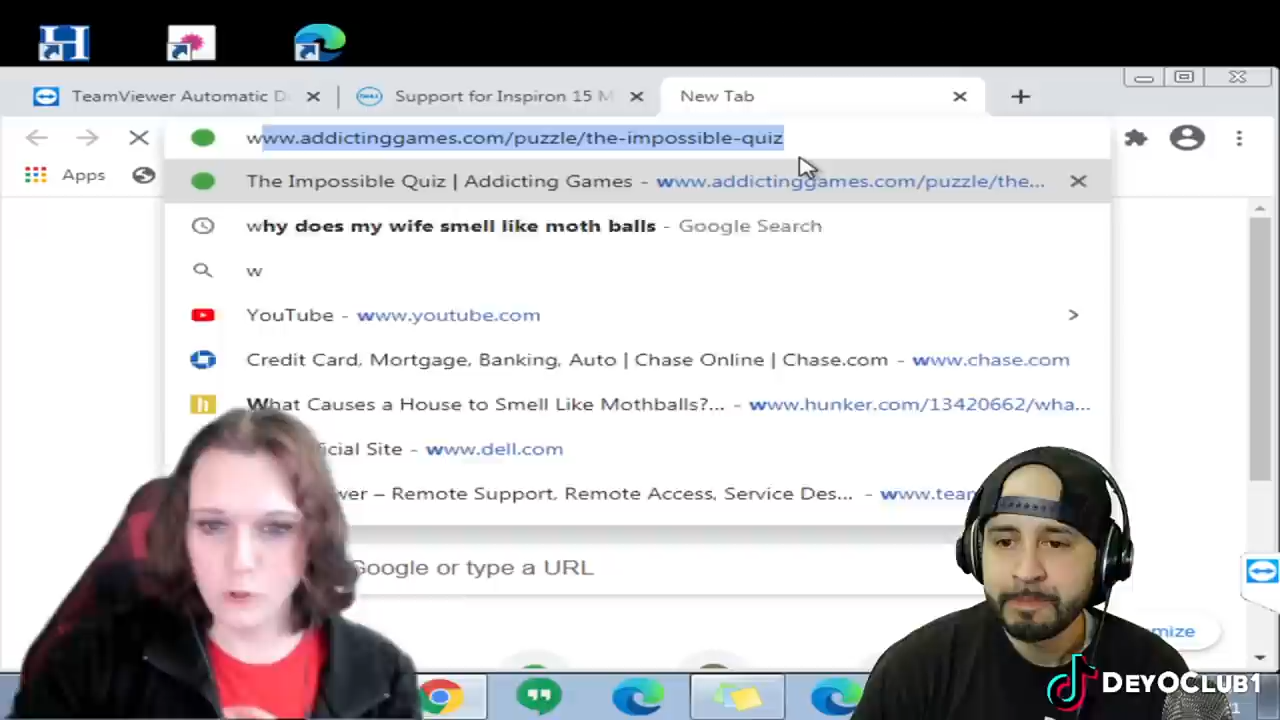 TeamViewer Automatic D
Support for Inspiron 15 M
New Tab
www.addictinggames.com/puzzle/the-impossible-quiz
Apps
The Impossible Quiz | Addicting Games - www.addictinggames.com/puzzle/the...
why does my wife smell like moth balls - Google Search
w
YouTube - www.youtube.com
Credit Card, Mortgage, Banking, Auto | Chase Online | Chase.com - www.chase.com
What Causes a House to Smell Like Mothballs?... - www.hunker.com/13420662/wha...
icial Site - www.dell.com
wer – Remote Support, Remote Access, Service Des... - www.team
Google or type a URL
mize
DEYOCLUB1